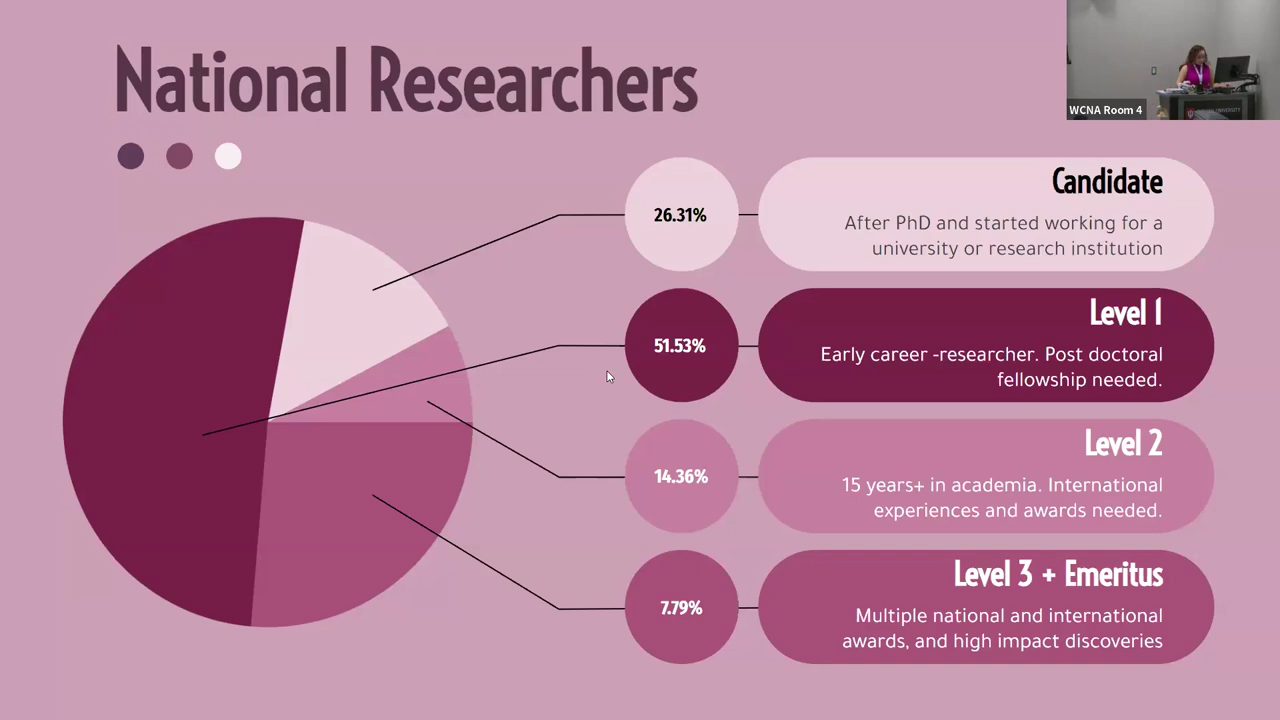 National Researchers
WCNA Room 4
26.31%
Candidate
After PhD and started working for a
university or research institution
51.53%
Level 1
Early career -researcher. Post doctoral
fellowship needed.
14.36%
Level 2
15 years+ in academia. International
experiences and awards needed.
7.79%
Level 3 + Emeritus
Multiple national and international
awards, and high impact discoveries